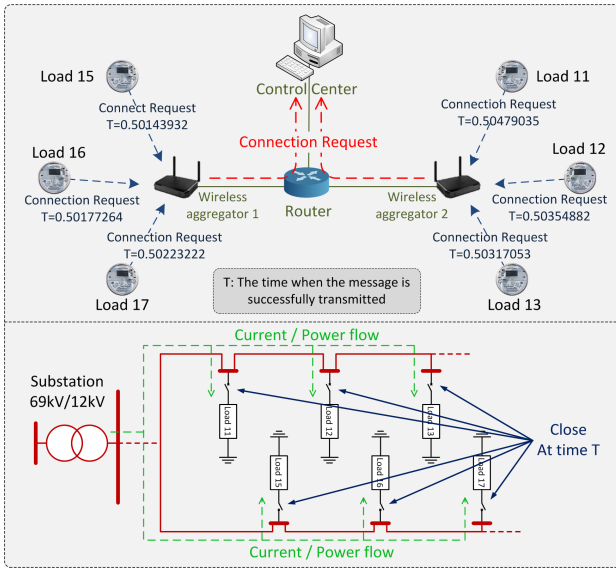 Load 15
Connect Request
T=0.50143932
Load 16
Connection Request
T=0.50177264
Connection Request
T=0.50223222
Load 17
Control Center
Connection Request
Wireless
aggregator 1
Router
Wireless
aggregator 2
Load 11
Connection Request
T=0.50479035
Load 12
Connection Request
T=0.50354882
Connection Request
T=0.50317053
Load 13
T: The time when the message is
successfully transmitted
Current / Power flow
Substation
69kV/12kV
Load 11
Load 12
Load 13
Close
At time T
Load 15
Load 16
Load 17
Current / Power flow